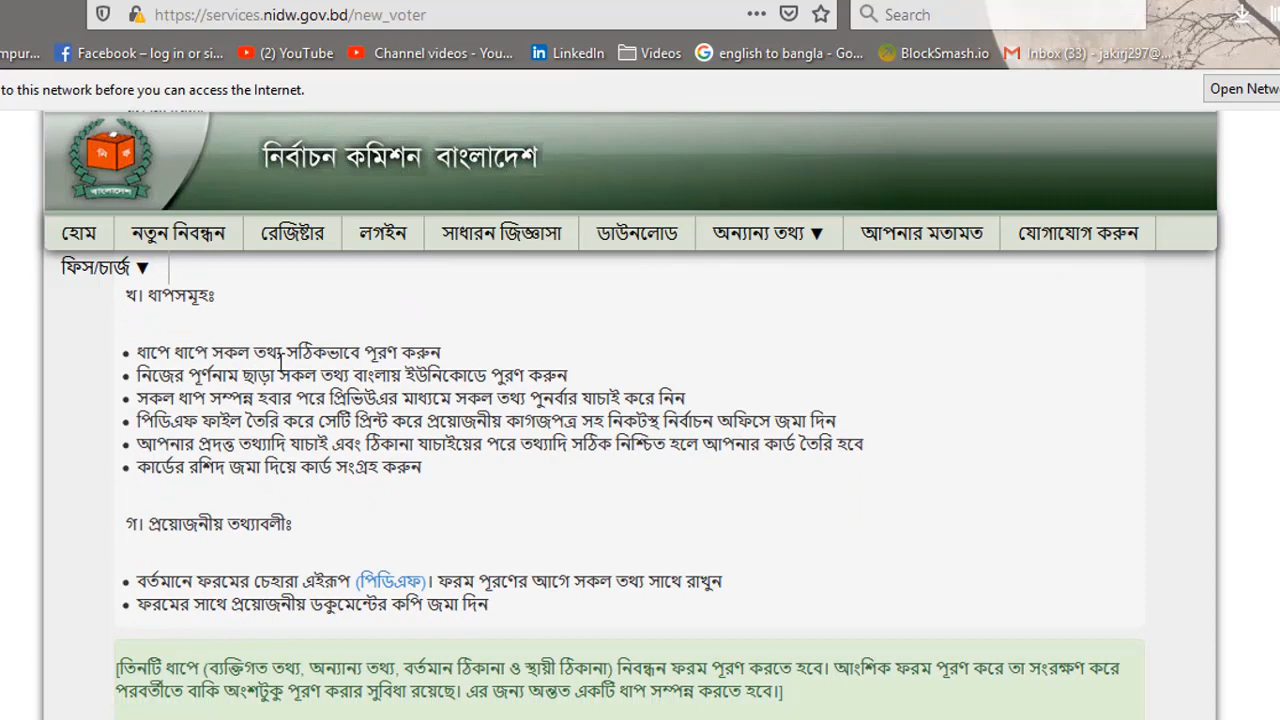 https://services.nidw.gov.bd/new_voter
Search
mpur...
Facebook – log in or si...
(2) YouTube
Channel videos - You...
LinkedIn
Videos
english to bangla - Go...
BlockSmash.io
Inbox (33) - jakirj297@...
to this network before you can access the Internet.
Open Netw
নির্বাচন কমিশন বাংলাদেশ
নি র্ক
বাংলাদেশ
হোম
নতুন নিবন্ধন
রেজিষ্টার
লগইন
সাধারন জিজ্ঞাসা
ডাউনলোড
অন্যান্য তথ্য ▼
আপনার মতামত
যোগাযোগ করুন
ফিস/চার্জ ▼
খ। ধাপসমূহঃ
• ধাপে ধাপে সকল তথ্য সঠিকভাবে পূরণ করুন
• নিজের পূর্ণনাম ছাড়া সকল তথ্য বাংলায় ইউনিকোডে পুরণ করুন
• সকল ধাপ সম্পন্ন হবার পরে প্রিভিউএর মাধ্যমে সকল তথ্য পুনর্বার যাচাই করে নিন
• পিডিএফ ফাইল তৈরি করে সেটি প্রিন্ট করে প্রয়োজনীয় কাগজপত্র সহ নিকটস্থ নির্বাচন অফিসে জমা দিন
• আপনার প্রদত্ত তথ্যাদি যাচাই এবং ঠিকানা যাচাইয়ের পরে তথ্যাদি সঠিক নিশ্চিত হলে আপনার কার্ড তৈরি হবে
• কার্ডের রশিদ জমা দিয়ে কার্ড সংগ্রহ করুন
গ। প্রয়োজনীয় তথ্যাবলীঃ
• বর্তমানে ফরমের চেহারা এইরূপ (পিডিএফ)। ফরম পূরণের আগে সকল তথ্য সাথে রাখুন
• ফরমের সাথে প্রয়োজনীয় ডকুমেন্টের কপি জমা দিন
[তিনটি ধাপে (ব্যক্তিগত তথ্য, অন্যান্য তথ্য, বর্তমান ঠিকানা ও স্থায়ী ঠিকানা) নিবন্ধন ফরম পূরণ করতে হবে। আংশিক ফরম পূরণ করে তা সংরক্ষণ করে
পরবর্তীতে বাকি অংশটুকু পূরণ করার সুবিধা রয়েছে। এর জন্য অন্তত একটি ধাপ সম্পন্ন করতে হবে।]